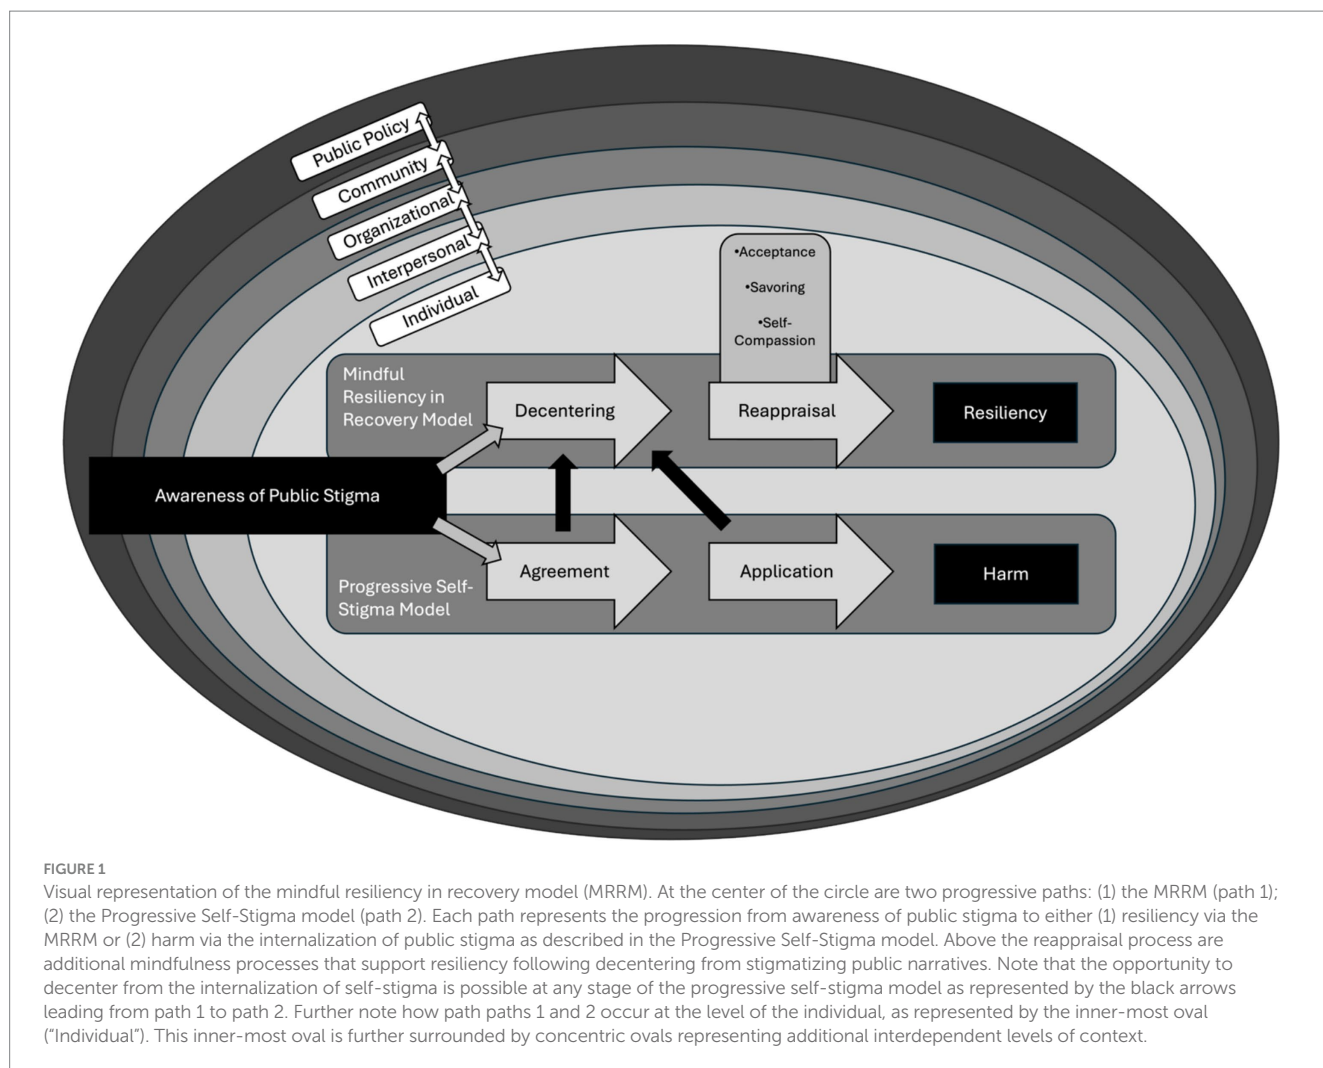 Public Policy
Community
Organizational
Interpersonal
Individual
•Acceptance
•Savoring
•Self-
Compassion
Mindful
Resiliency in
Recovery Model
Decentering
Reappraisal
Resiliency
Awareness of Public Stigma
Progressive Self-
Stigma Model
Agreement
Application
Harm
FIGURE 1
Visual representation of the mindful resiliency in recovery model (MRRM). At the center of the circle are two progressive paths: (1) the MRRM (path 1);
(2) the Progressive Self-Stigma model (path 2). Each path represents the progression from awareness of public stigma to either (1) resiliency via the
MRRM or (2) harm via the internalization of public stigma as described in the Progressive Self-Stigma model. Above the reappraisal process are
additional mindfulness processes that support resiliency following decentering from stigmatizing public narratives. Note that the opportunity to
decenter from the internalization of self-stigma is possible at any stage of the progressive self-stigma model as represented by the black arrows
leading from path 1 to path 2. Further note how path paths 1 and 2 occur at the level of the individual, as represented by the inner-most oval
(“Individual”). This inner-most oval is further surrounded by concentric ovals representing additional interdependent levels of context.